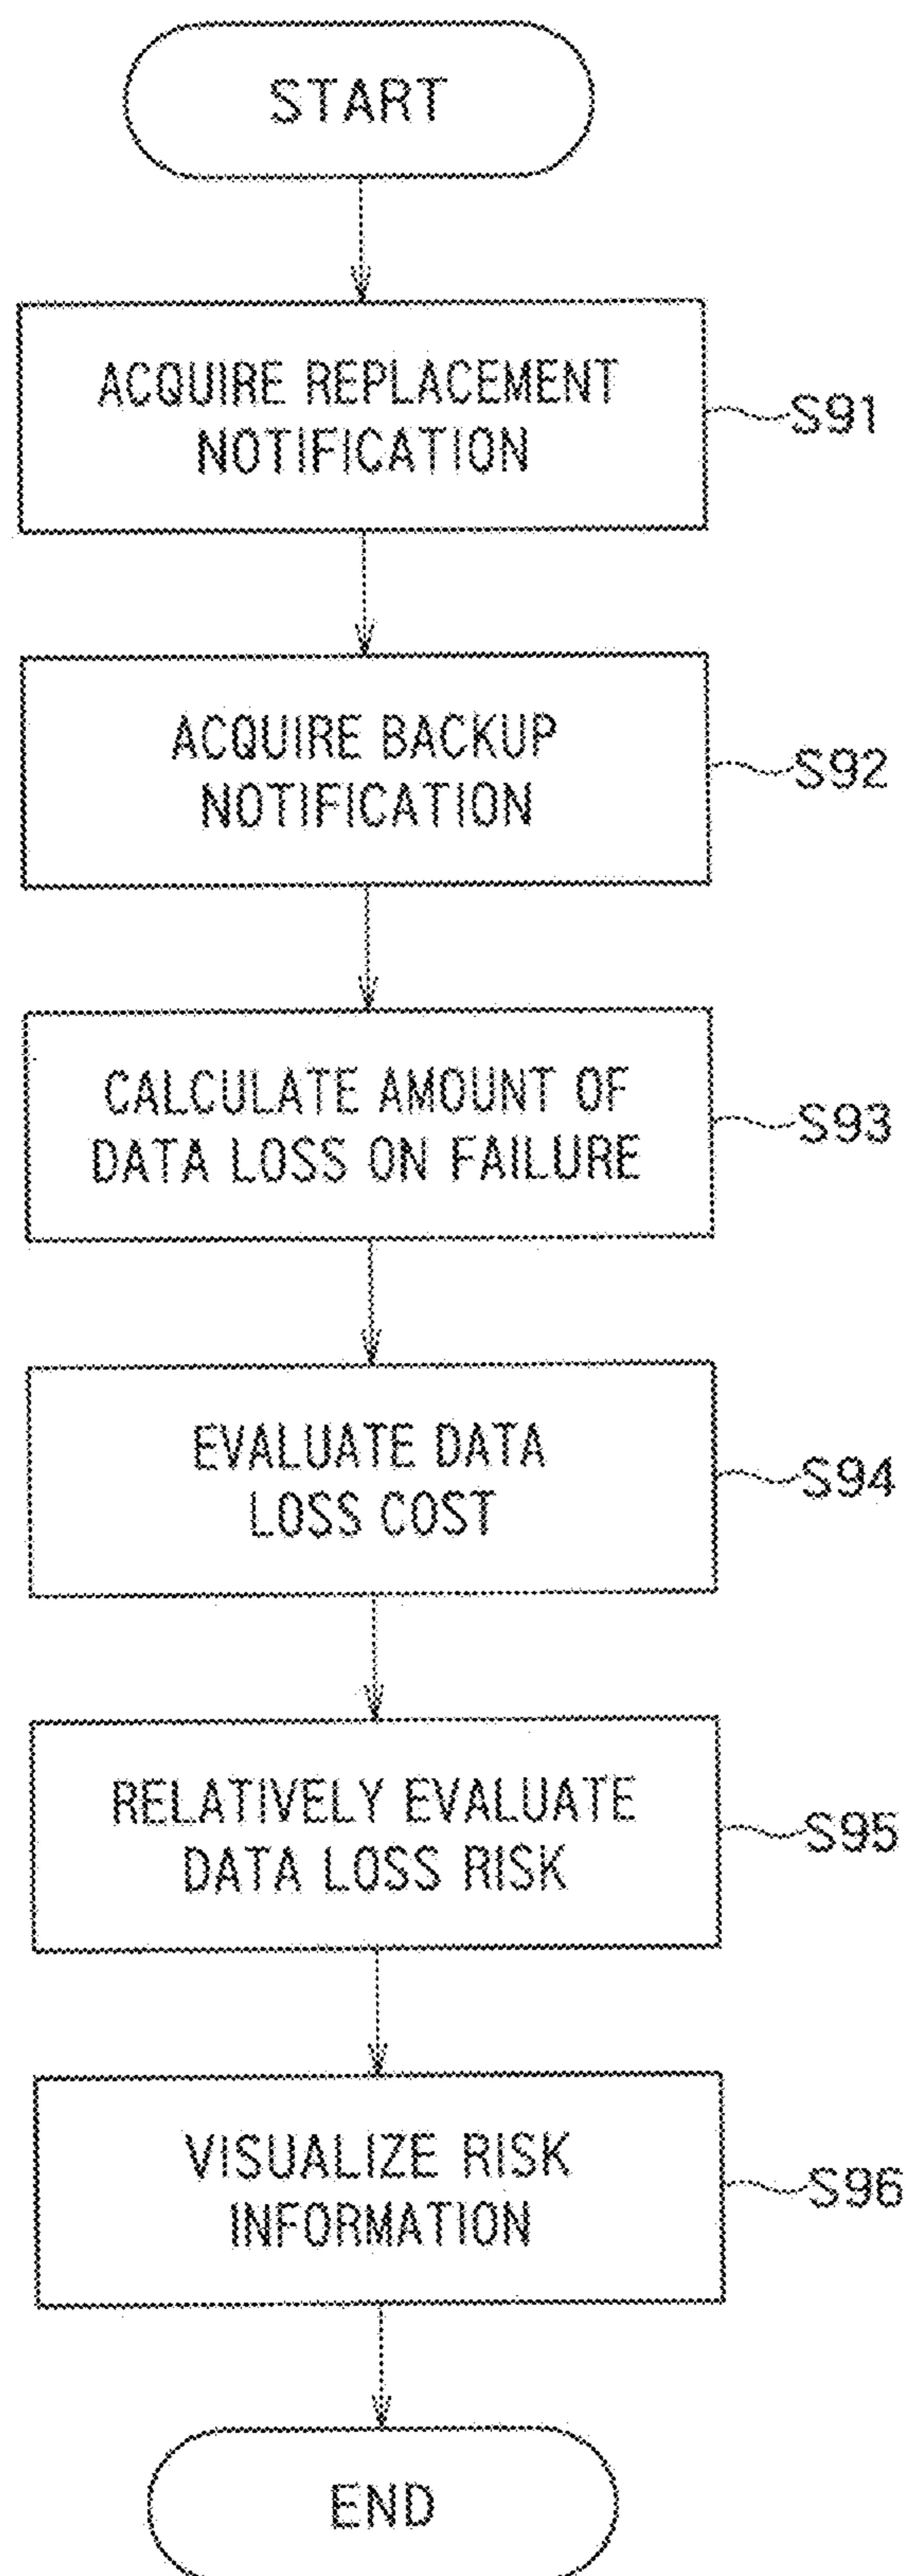 START
ACQUIRE REPLACEMENT
NOTIFICATION
S91
ACQUIRE BACKUP
NOTIFICATION
S92
CALCULATE AMOUNT OF
DATA LOSS ON FAILURE
S93
EVALUATE DATA
LOSS COST
S94
RELATIVELY EVALUATE
DATA LOSS RISK
S95
VISUALIZE RISK
INFORMATION
S96
END